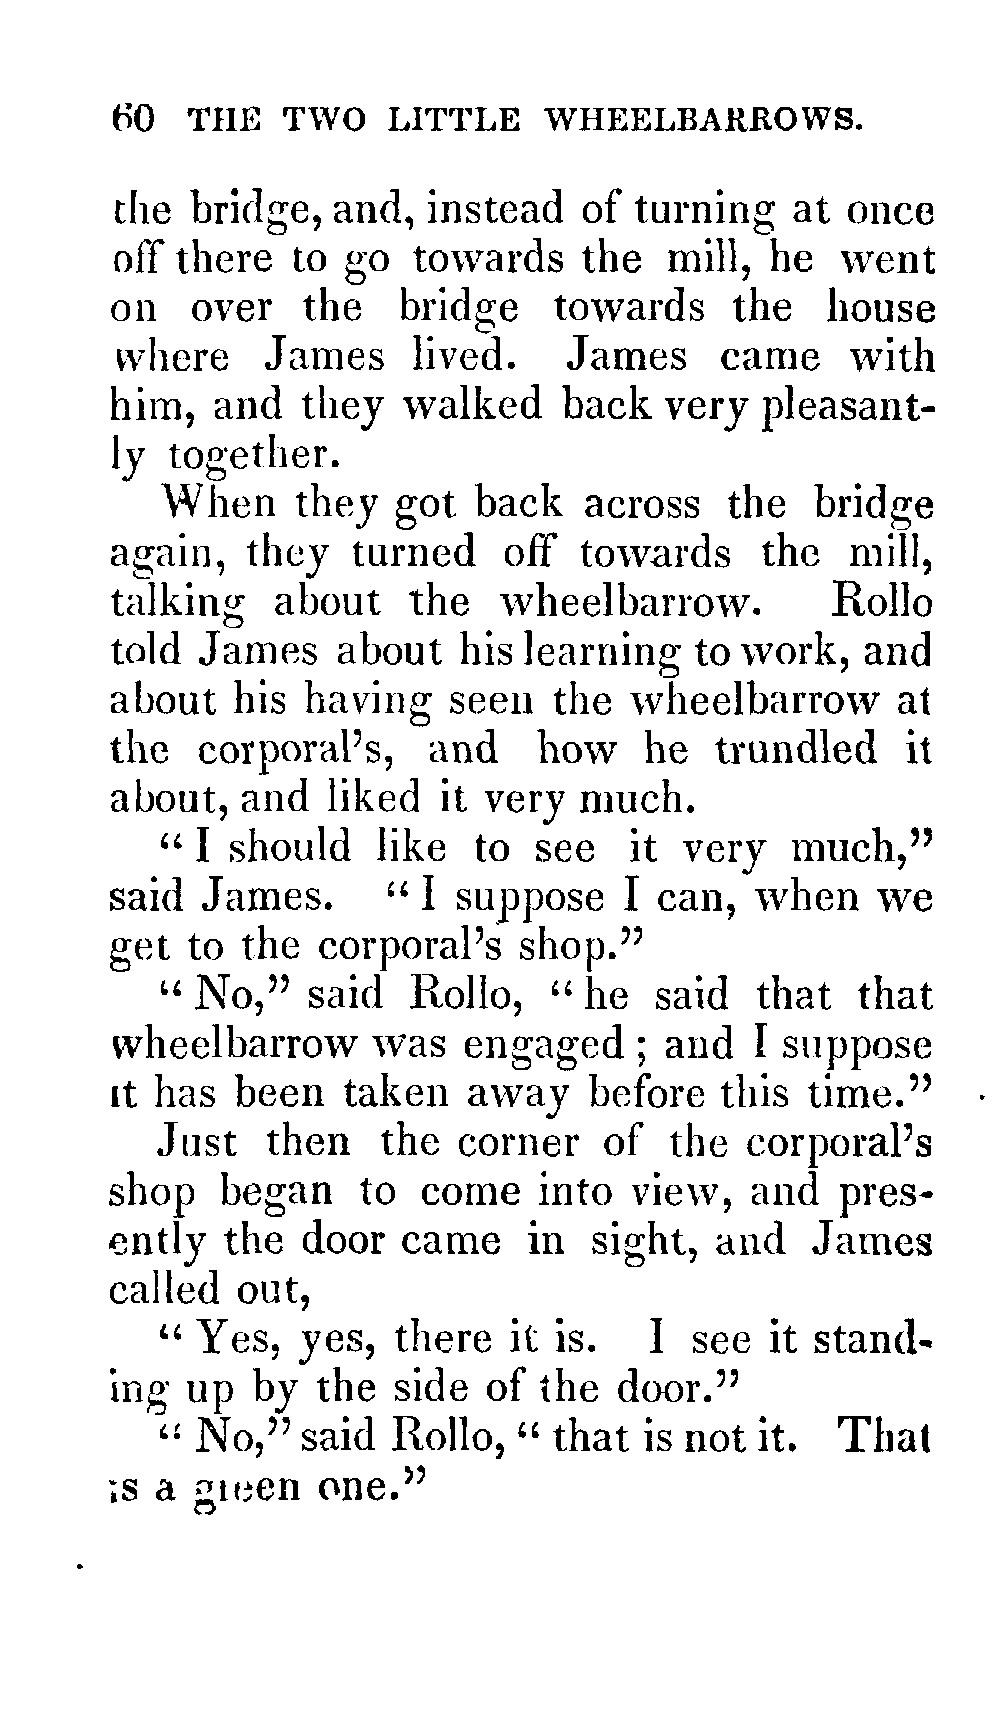 60 THE TWO LITTLE WHEELBARROWS.
the bridge, and, instead of turning at once
off there to go towards the mill, he went
on over the bridge towards the house
where James lived. James came with
him, and they walked back very pleasant-
ly together.
When they got back across the bridge
again, they turned off towards the mill,
talking about the wheelbarrow. Rollo
told James about his learning to work, and
about his having seen the wheelbarrow at
the corporal's, and how he trundled it
about, and liked it very much.
" I should like to see it very much,"
said James. " I suppose I can, when we
get to the corporal's shop."
" No," said Rollo, " he said that that
wheelbarrow was engaged ; and I suppose
it has been taken away before this time."
Just then the corner of the corporal's
shop began to come into view, and pres-
ently the door came in sight, and James
called out,
" Yes, yes, there it is. I see it stand-
ing up by the side of the door."
" No," said Rollo, " that is not it. That
is a green one."